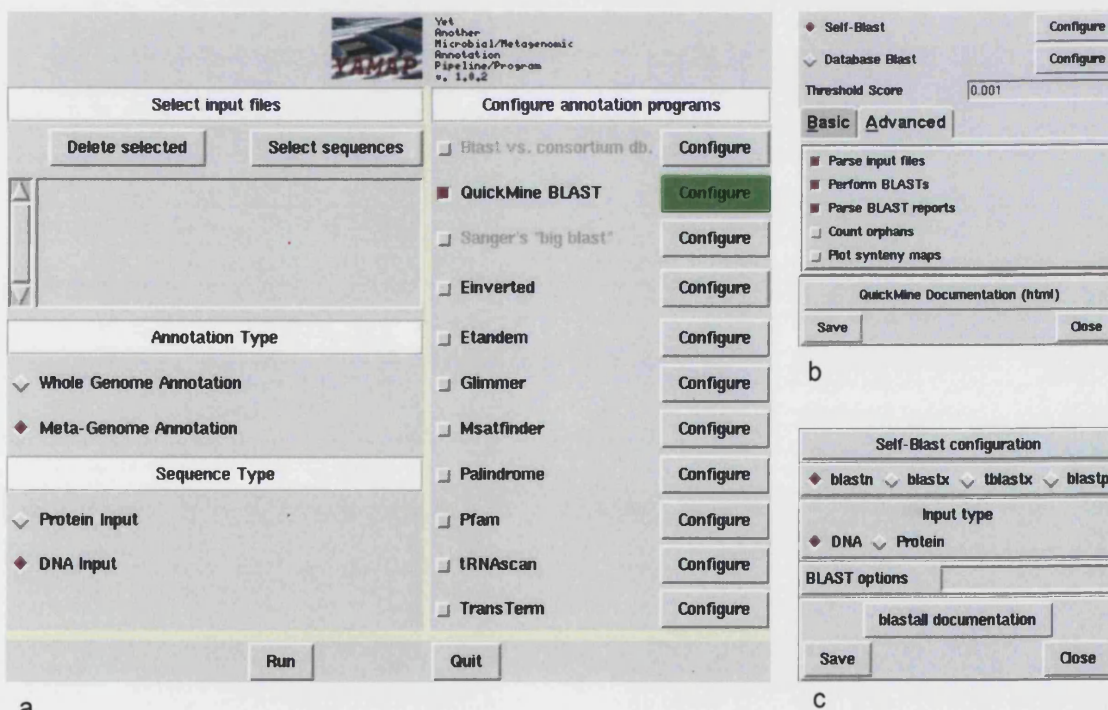 Yet
Another
Microbial/Metagenomic
Annotation
Pipeline/Program
v. 1.0.2
YAMAP
Select input files
Delete selected
Select sequences
Annotation Type
Whole Genome Annotation
Meta-Genome Annotation
Sequence Type
Protein Input
DNA Input
Configure annotation programs
Blast vs. consortium db. Configure
QuickMine BLAST Configure
Sanger's "big blast" Configure
Einverted Configure
Etandem Configure
Glimmer Configure
Msatfinder Configure
Palindrome Configure
Pfam Configure
tRNAscan Configure
TransTerm Configure
Run
Quit
a
Self-Blast Configure
Database Blast Configure
Threshold Score 0.001
Basic Advanced
Parse input files
Perform BLASTs
Parse BLAST reports
Count orphans
Plot synteny maps
QuickMine Documentation (html)
Save Close
b
Self-Blast configuration
blastn blastx tblastx blastp
Input type
DNA Protein
BLAST options
blastall documentation
Save Close
c